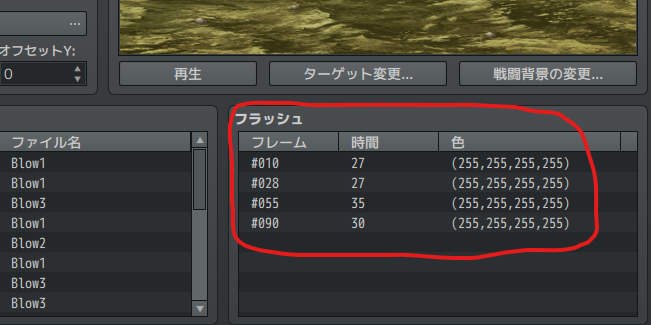 ...
オフセットY:
0
再生 ターゲット変更... 戦闘背景の変更...
フラッシュ
ファイル名
Blow1
Blow1
Blow3
Blow1
Blow2
Blow1
Blow3
Blow3
フレーム 時間 色
#010 27 (255,255,255,255)
#028 27 (255,255,255,255)
#055 35 (255,255,255,255)
#090 30 (255,255,255,255)